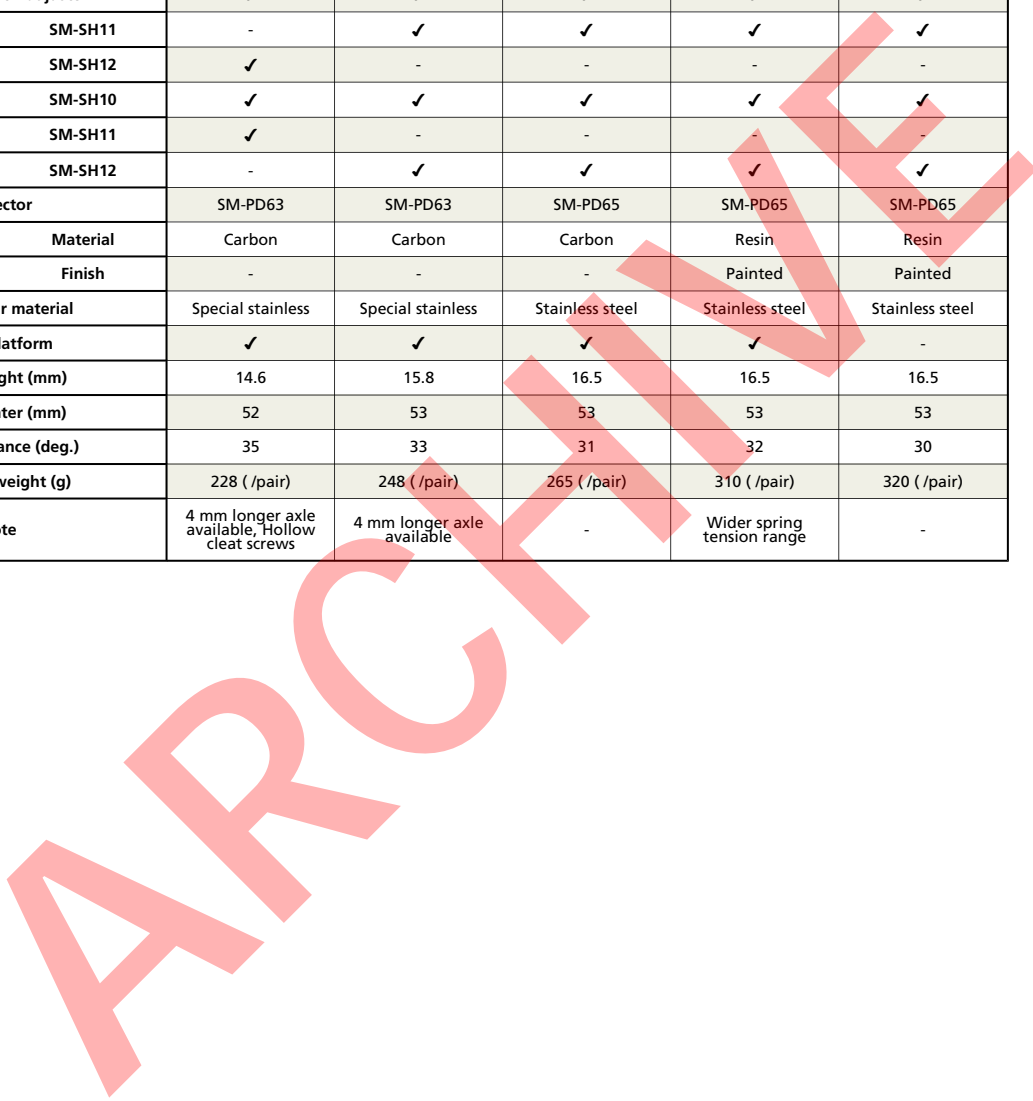 SM-SH11 - ✓ ✓ ✓ ✓
SM-SH12 ✓ - - - -
SM-SH10 ✓ ✓ ✓ ✓ ✓
SM-SH11 ✓ - - - -
SM-SH12 - ✓ ✓ ✓ ✓
ector SM-PD63 SM-PD63 SM-PD65 SM-PD65 SM-PD65
Material Carbon Carbon Carbon Resin Resin
Finish - - - Painted Painted
r material Special stainless Special stainless Stainless steel Stainless steel Stainless steel
latform ✓ ✓ ✓ ✓ -
ght (mm) 14.6 15.8 16.5 16.5 16.5
ter (mm) 52 53 53 53 53
ance (deg.) 35 33 31 32 30
weight (g) 228 ( /pair) 248 ( /pair) 265 ( /pair) 310 ( /pair) 320 ( /pair)
te 4 mm longer axle available, Hollow cleat screws 4 mm longer axle available - Wider spring tension range -
ARCHIVE